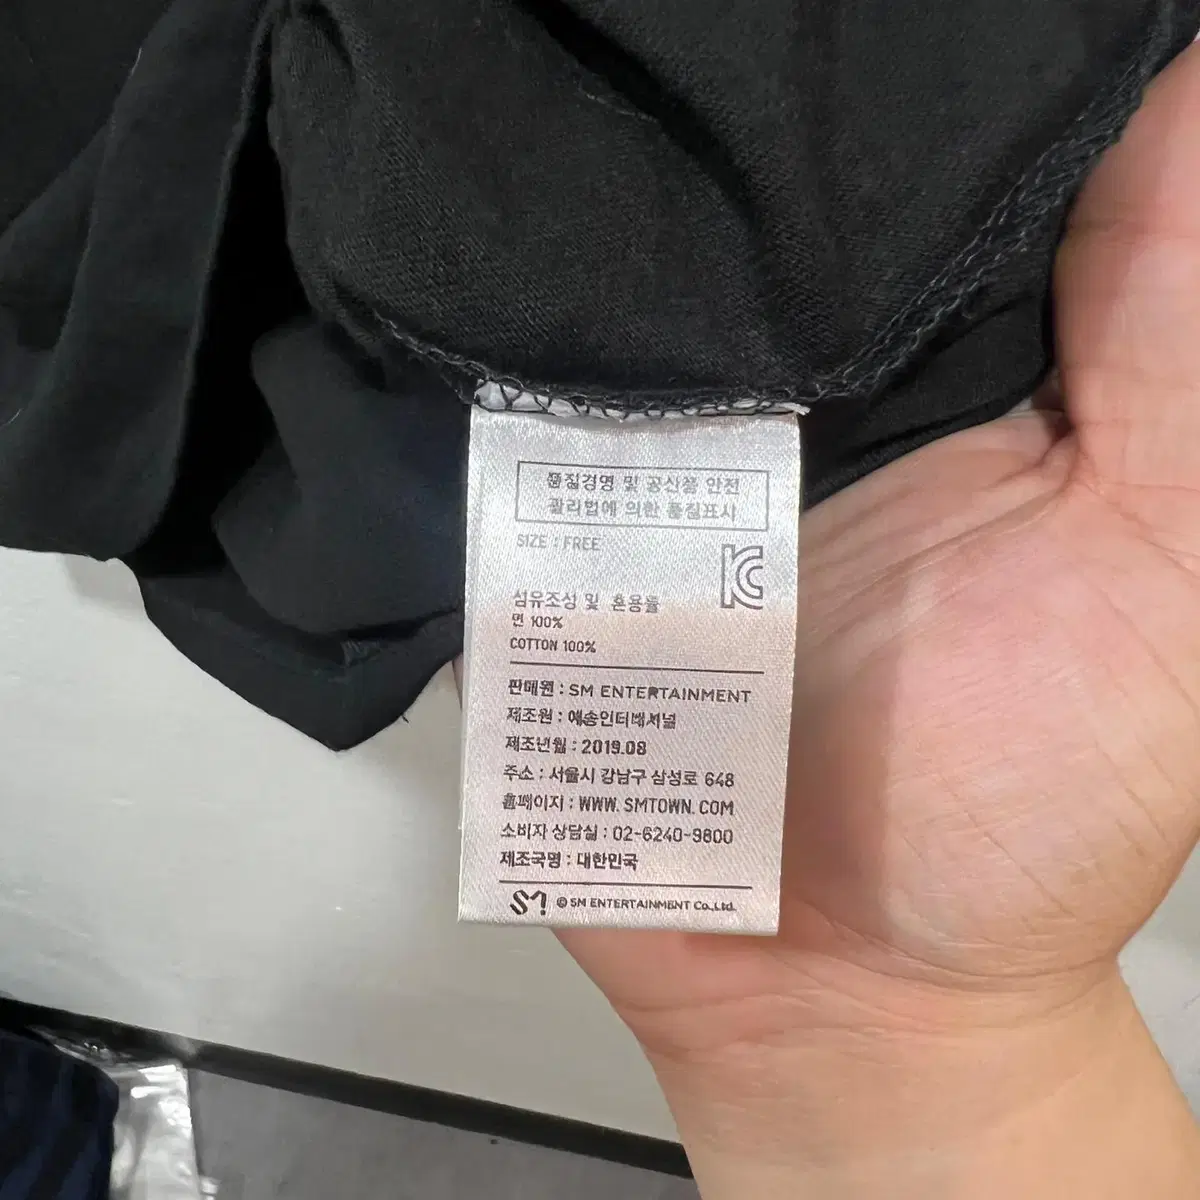 품질경영 및 공산품 안전
관리법에 의한 품질표시
SIZE : FREE
섬유조성 및 혼용률
면 100%
COTTON 100%
판매원 : SM ENTERTAINMENT
제조원 : 예송인터내셔널
제조년월 : 2019.08
주소 : 서울시 강남구 삼성로 648
홈페이지 : WWW. SMTOWN. COM
소비자 상담실 : 02-6240-9800
제조국명 : 대한민국
SM © SM ENTERTAINMENT Co.,Ltd.